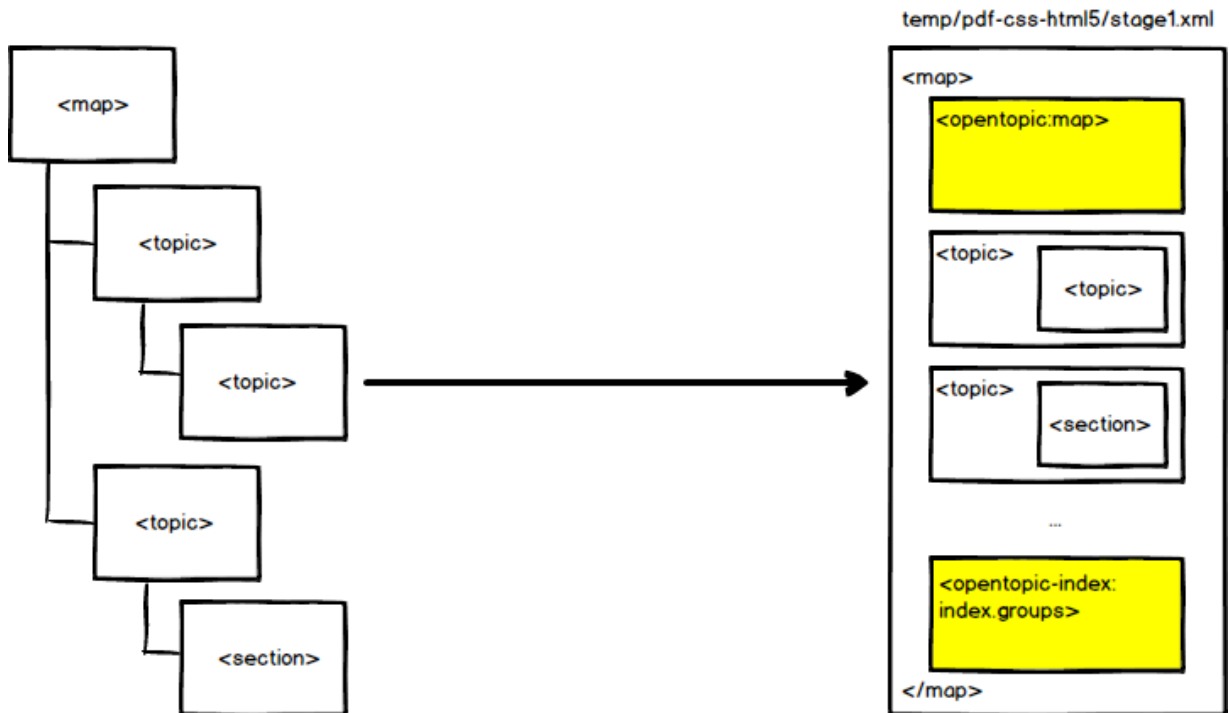 <map>
<topic>
<topic>
<topic>
<section>
temp/pdf-css-html5/stage1.xml
<map>
<opentopic:map>
<topic>
<topic>
<topic>
<section>
...
<opentopic-index:
index.groups>
</map>